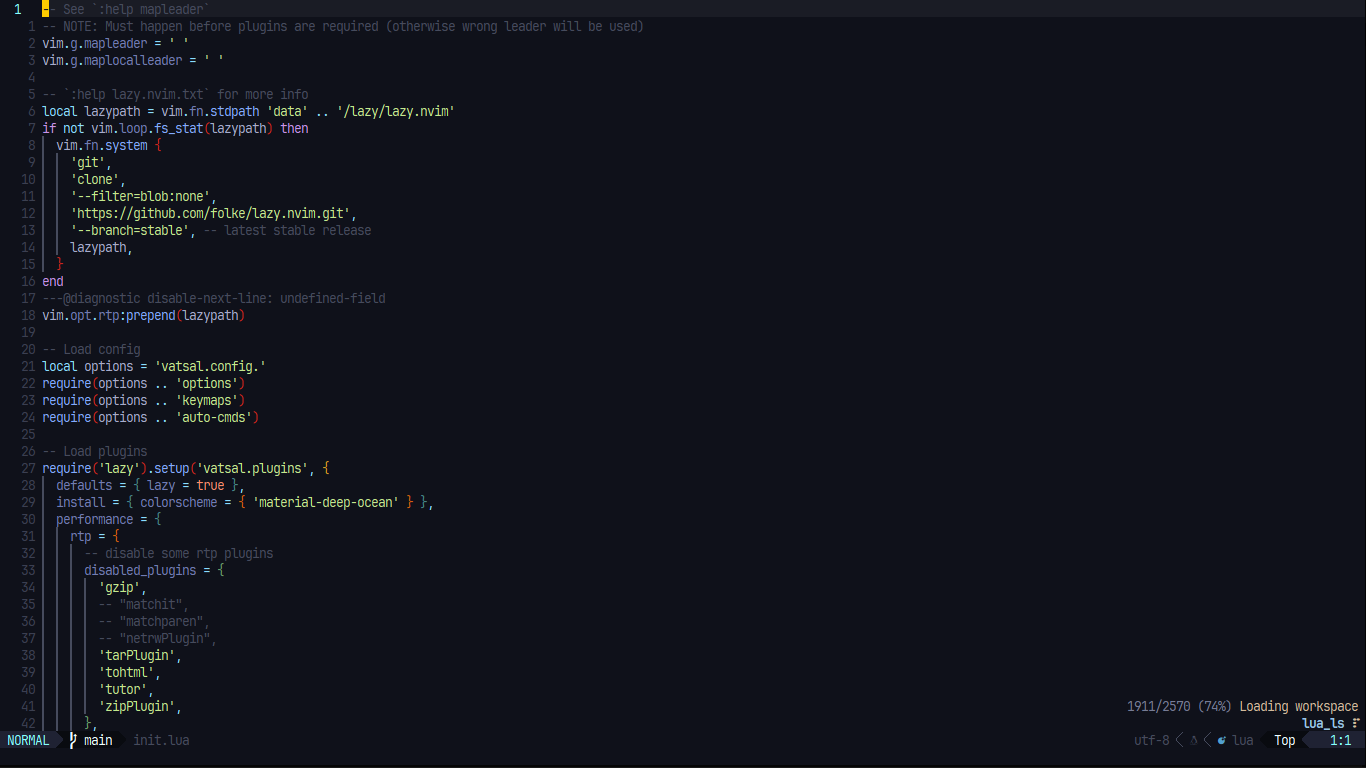 1 -- See `:help mapleader`
1 -- NOTE: Must happen before plugins are required (otherwise wrong leader will be used)
2 vim.g.mapleader = ' '
3 vim.g.maplocalleader = ' '
4
5 -- `:help lazy.nvim.txt` for more info
6 local lazypath = vim.fn.stdpath 'data' .. '/lazy/lazy.nvim'
7 if not vim.loop.fs_stat(lazypath) then
8 vim.fn.system {
9 'git',
10 'clone',
11 '--filter=blob:none',
12 'https://github.com/folke/lazy.nvim.git',
13 '--branch=stable', -- latest stable release
14 lazypath,
15 }
16 end
17 ---@diagnostic disable-next-line: undefined-field
18 vim.opt.rtp:prepend(lazypath)
19
20 -- Load config
21 local options = 'vatsal.config.'
22 require(options .. 'options')
23 require(options .. 'keymaps')
24 require(options .. 'auto-cmds')
25
26 -- Load plugins
27 require('lazy').setup('vatsal.plugins', {
28 defaults = { lazy = true },
29 install = { colorscheme = { 'material-deep-ocean' } },
30 performance = {
31 rtp = {
32 -- disable some rtp plugins
33 disabled_plugins = {
34 'gzip',
35 -- "matchit",
36 -- "matchparen",
37 -- "netrwPlugin",
38 'tarPlugin',
39 'tohtml',
40 'tutor',
41 'zipPlugin',
42 },
1911/2570 (74%) Loading workspace
lua_ls
NORMAL main init.lua utf-8 lua Top 1:1